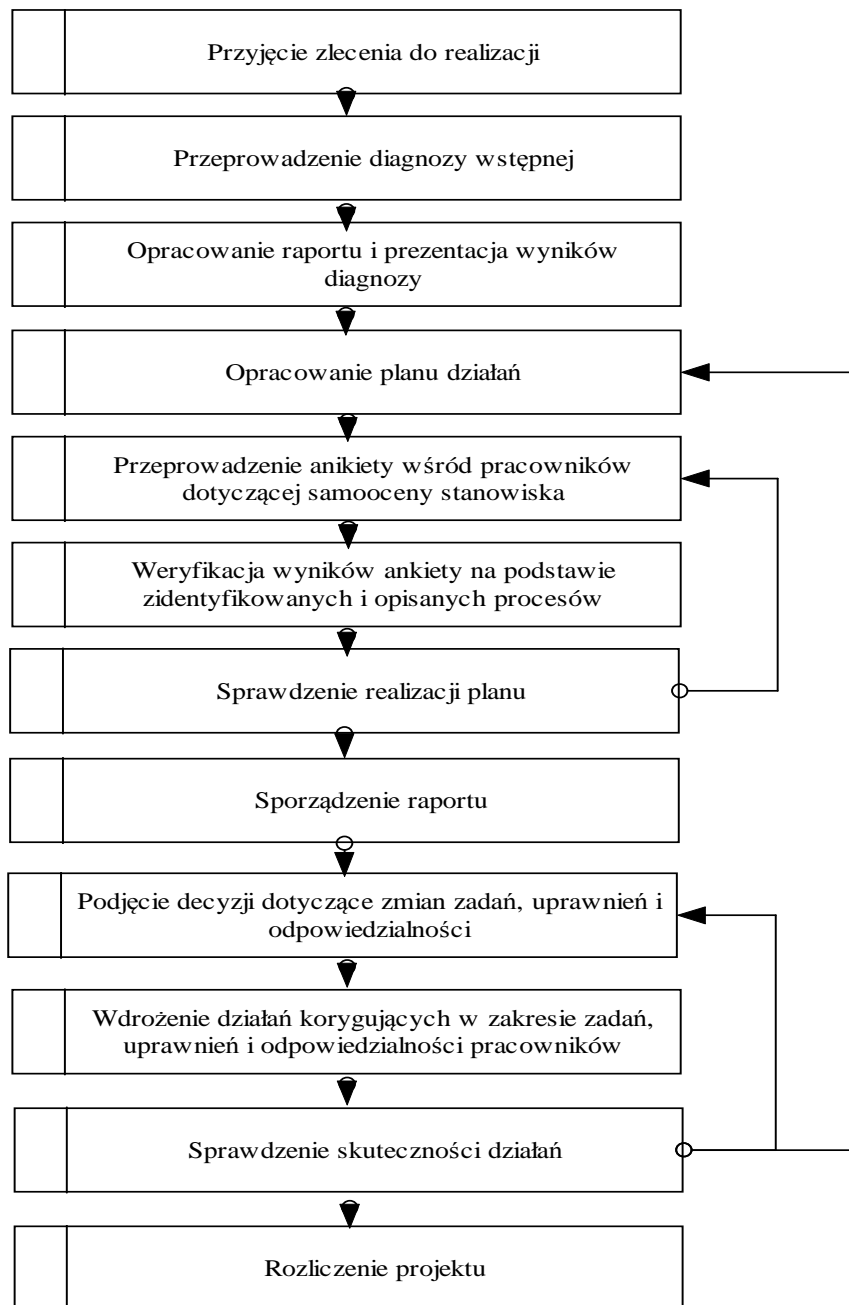 Przyjęcie zlecenia do realizacji
Przeprowadzenie diagnozy wstępnej
Opracowanie raportu i prezentacja wyników
diagnozy
Opracowanie planu działań
Przeprowadzenie anikiety wśród pracowników
dotyczącej samooceny stanowiska
Weryfikacja wyników ankiety na podstawie
zidentyfikowanych i opisanych procesów
Sprawdzenie realizacji planu
Sporządzenie raportu
Podjęcie decyzji dotyczące zmian zadań, uprawnień i
odpowiedzialności
Wdrożenie działań korygujących w zakresie zadań,
uprawnień i odpowiedzialności pracowników
Sprawdzenie skuteczności działań
Rozliczenie projektu